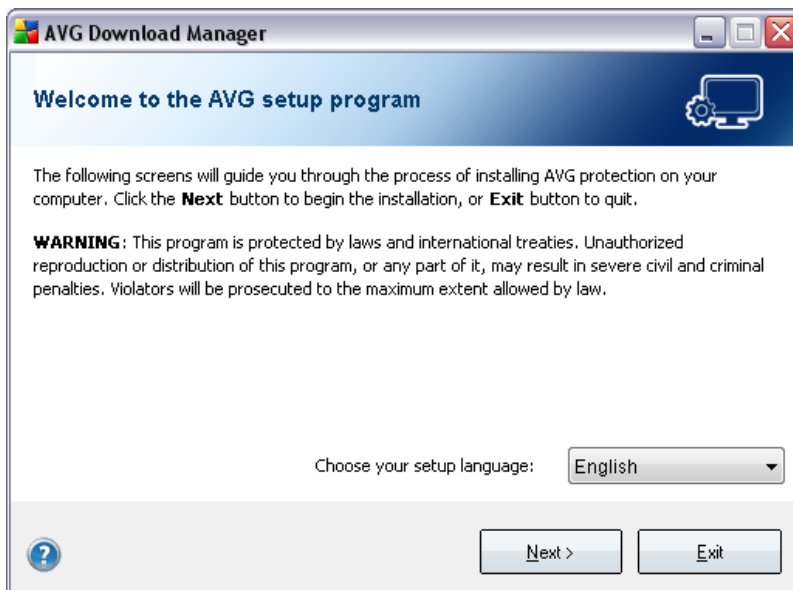 AVG Download Manager
Welcome to the AVG setup program
The following screens will guide you through the process of installing AVG protection on your
computer. Click the Next button to begin the installation, or Exit button to quit.
WARNING: This program is protected by laws and international treaties. Unauthorized
reproduction or distribution of this program, or any part of it, may result in severe civil and criminal
penalties. Violators will be prosecuted to the maximum extent allowed by law.
Choose your setup language: English
? Next > Exit